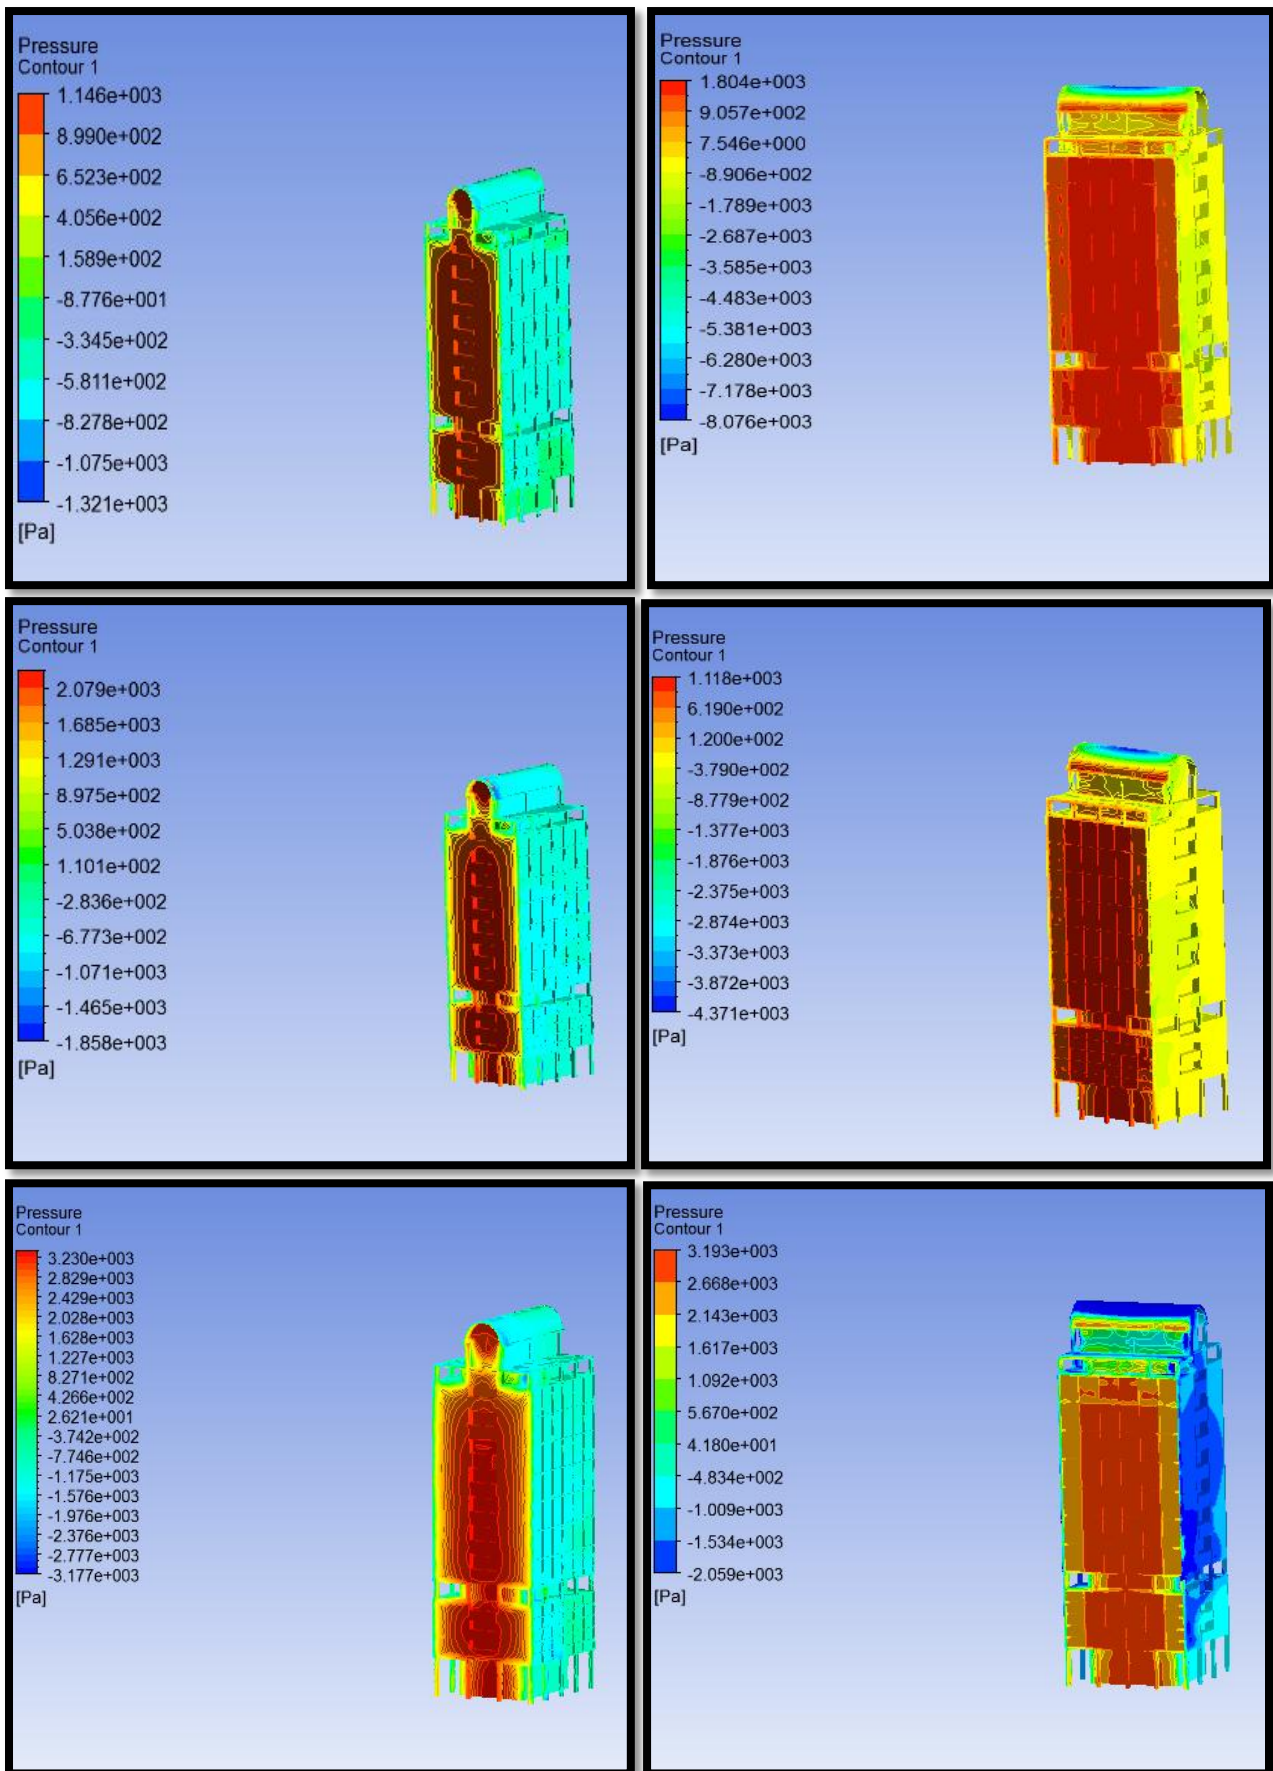 Pressure
Contour 1
1.146e+003
8.990e+002
6.523e+002
4.056e+002
1.589e+002
-8.776e+001
-3.345e+002
-5.811e+002
-8.278e+002
-1.075e+003
-1.321e+003
[Pa]
Pressure
Contour 1
1.804e+003
9.057e+002
7.546e+000
-8.906e+002
-1.789e+003
-2.687e+003
-3.585e+003
-4.483e+003
-5.381e+003
-6.280e+003
-7.178e+003
-8.076e+003
[Pa]
Pressure
Contour 1
2.079e+003
1.685e+003
1.291e+003
8.975e+002
5.038e+002
1.101e+002
-2.836e+002
-6.773e+002
-1.071e+003
-1.465e+003
-1.858e+003
[Pa]
Pressure
Contour 1
1.118e+003
6.190e+002
1.200e+002
-3.790e+002
-8.779e+002
-1.377e+003
-1.876e+003
-2.375e+003
-2.874e+003
-3.373e+003
-3.872e+003
-4.371e+003
[Pa]
Pressure
Contour 1
3.230e+003
2.829e+003
2.429e+003
2.028e+003
1.628e+003
1.227e+003
8.271e+002
4.266e+002
2.621e+001
-3.742e+002
-7.746e+002
-1.175e+003
-1.576e+003
-1.976e+003
-2.376e+003
-2.777e+003
-3.177e+003
[Pa]
Pressure
Contour 1
3.193e+003
2.668e+003
2.143e+003
1.617e+003
1.092e+003
5.670e+002
4.180e+001
-4.834e+002
-1.009e+003
-1.534e+003
-2.059e+003
[Pa]